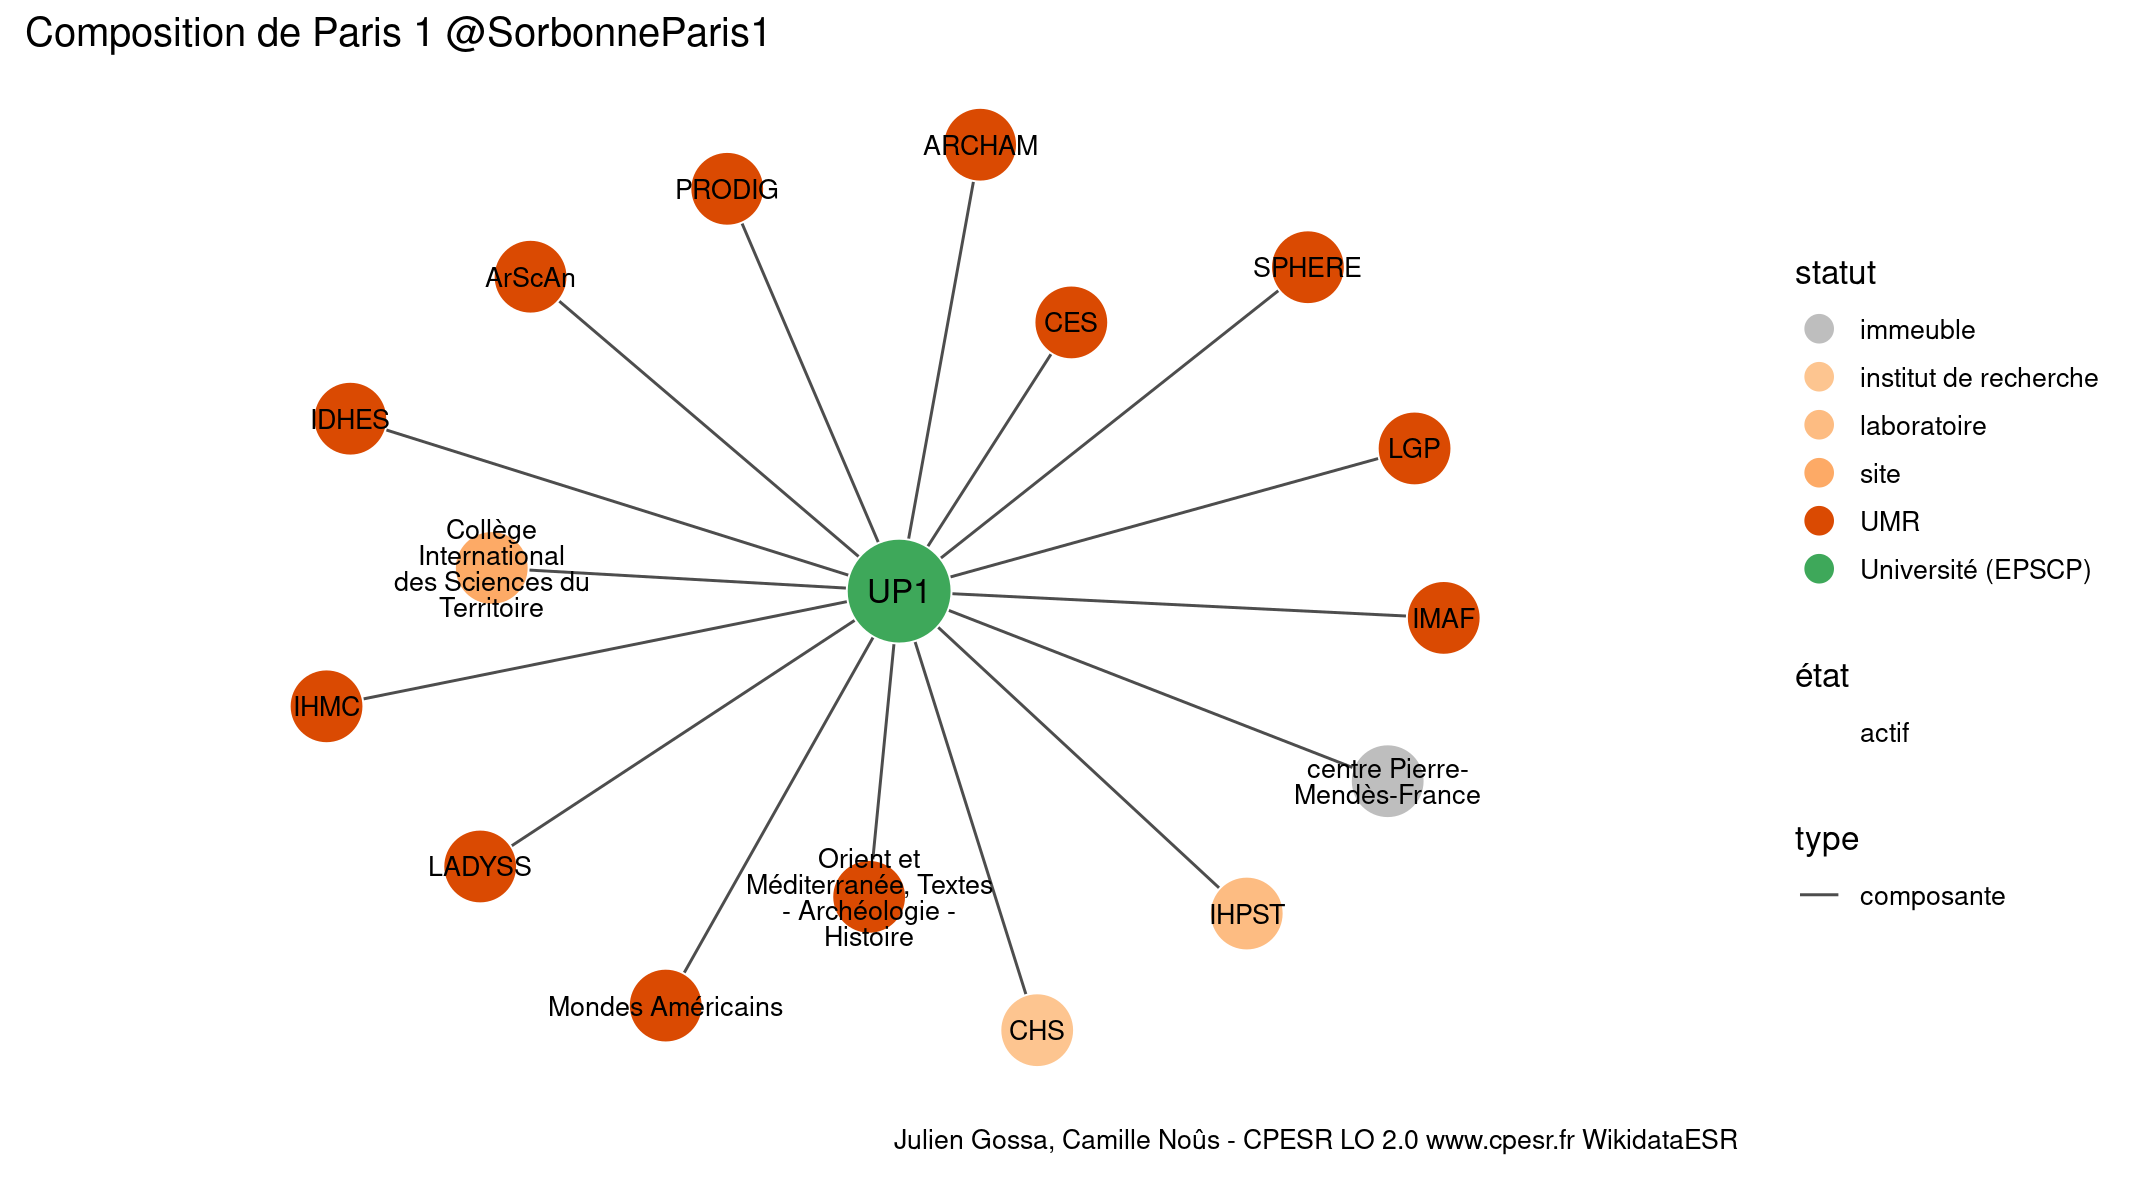 Composition de Paris 1 @SorbonneParis1
ARCHAM
PRODIG
SPHERE
ArScAn
CES
IDHES
LGP
Collège
International
des Sciences du
Territoire
UP1
IMAF
IHMC
centre Pierre-
Mendès-France
LADYSS
Orient et
Méditerranée, Textes
- Archéologie -
Histoire
IHPST
Mondes Américains
CHS
statut
immeuble
institut de recherche
laboratoire
site
UMR
Université (EPSCP)
état
actif
type
composante
Julien Gossa, Camille Noûs - CPESR LO 2.0 www.cpesr.fr WikidataESR